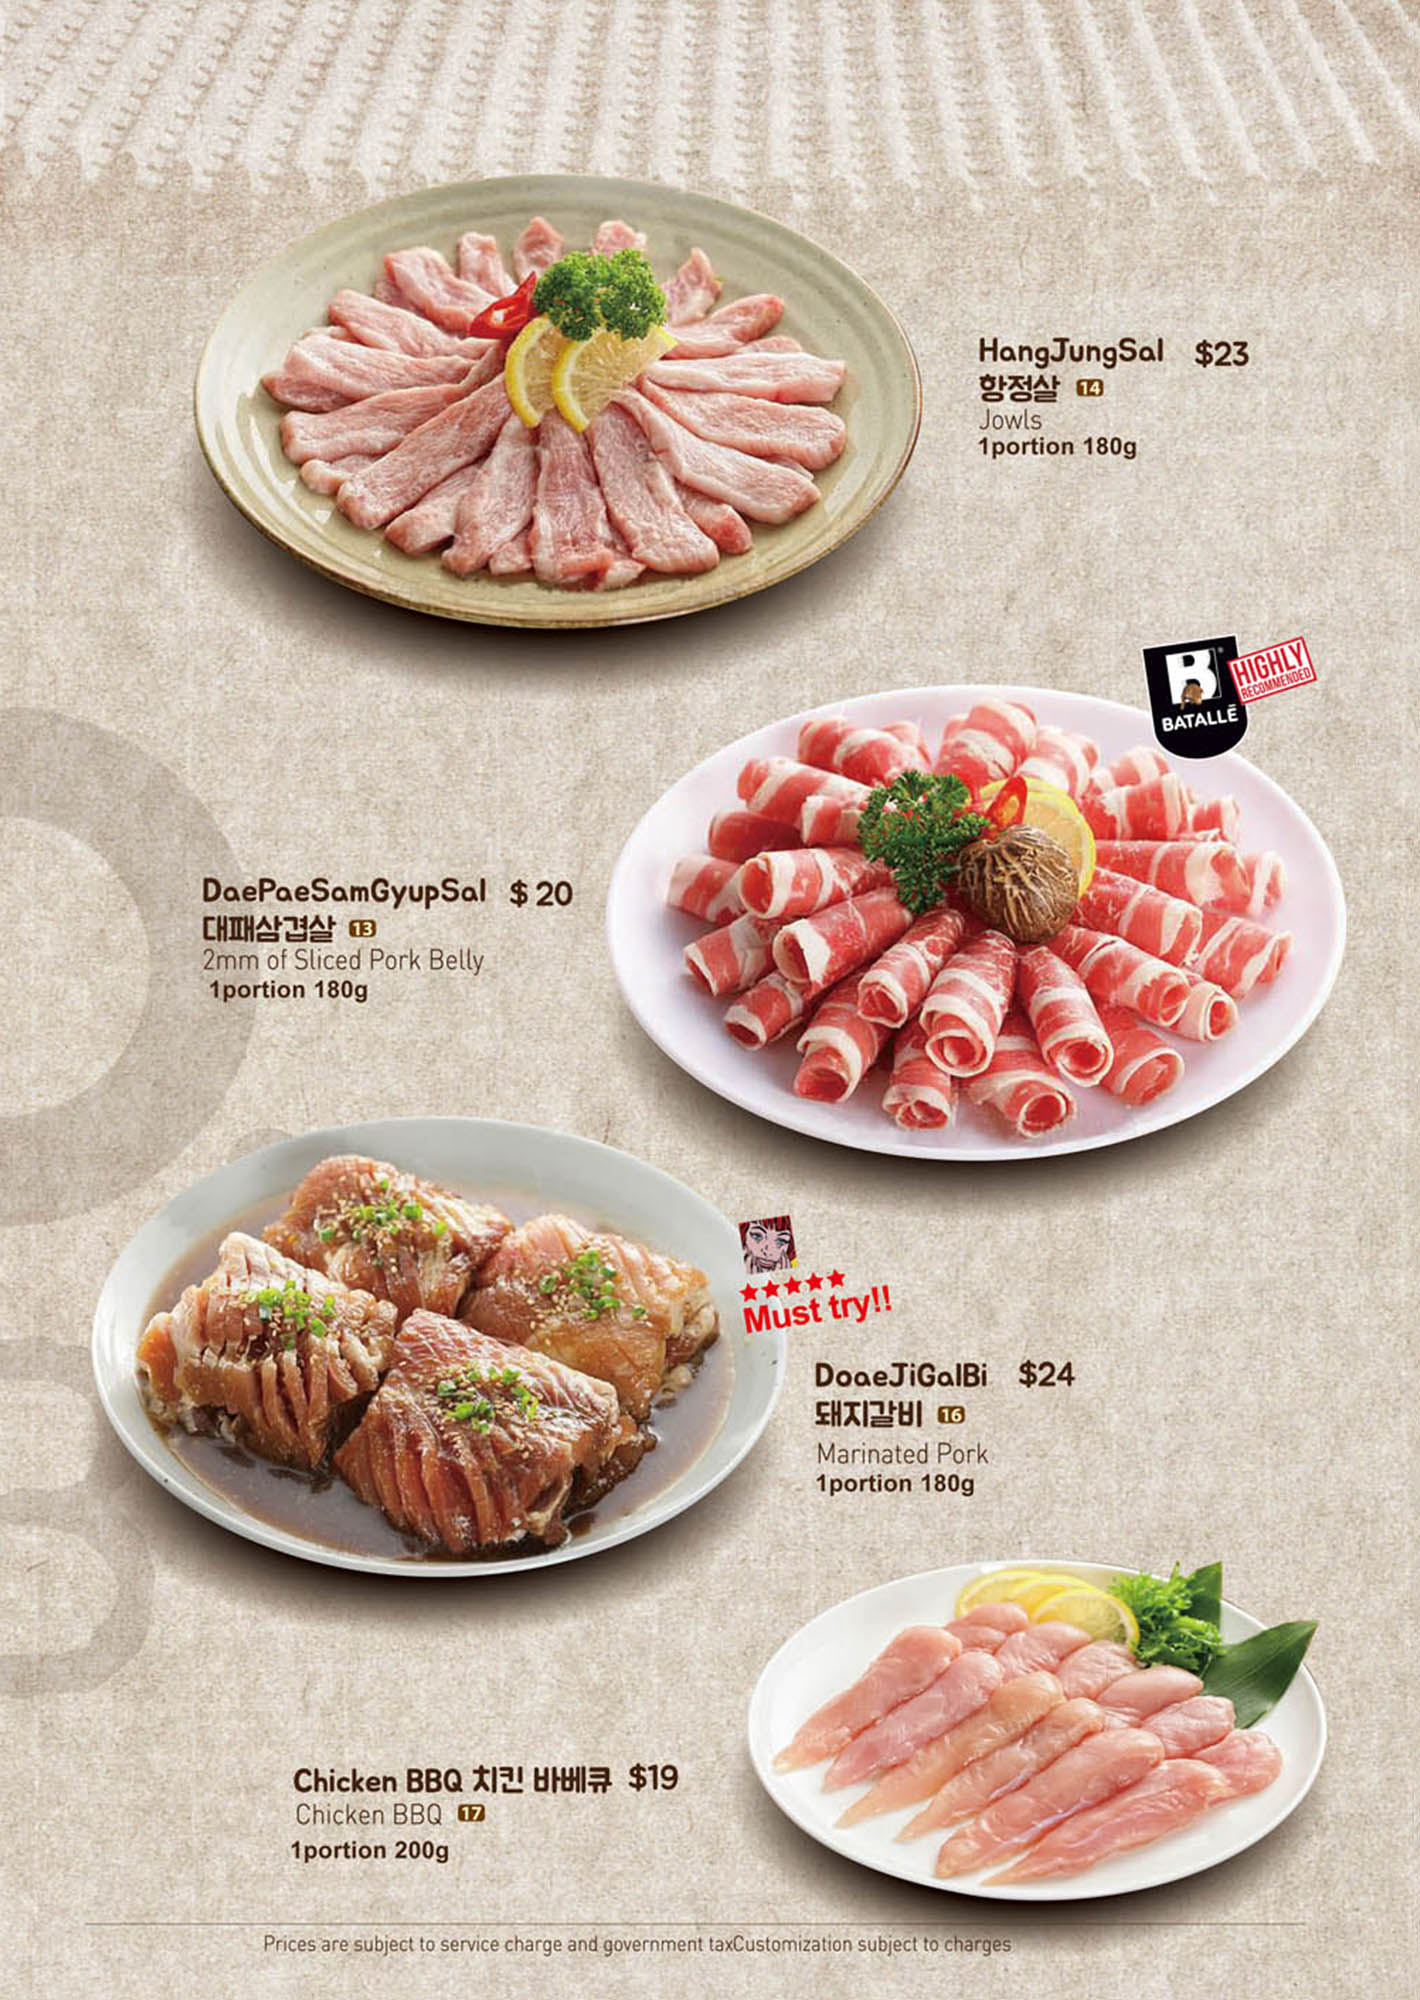 HangJungSal $23
항정살 14
Jowls
1portion 180g
B
BATALLĒ
HIGHLY
RECOMMENDED
DaePaeSamGyupSal $ 20
대패삼겹살 13
2mm of Sliced Pork Belly
1portion 180g
★★★★★
Must try!!
DoaeJiGalBi $24
돼지갈비 16
Marinated Pork
1portion 180g
Chicken BBQ 치킨 바베큐 $19
Chicken BBQ 17
1portion 200g
Prices are subject to service charge and government taxCustomization subject to charges